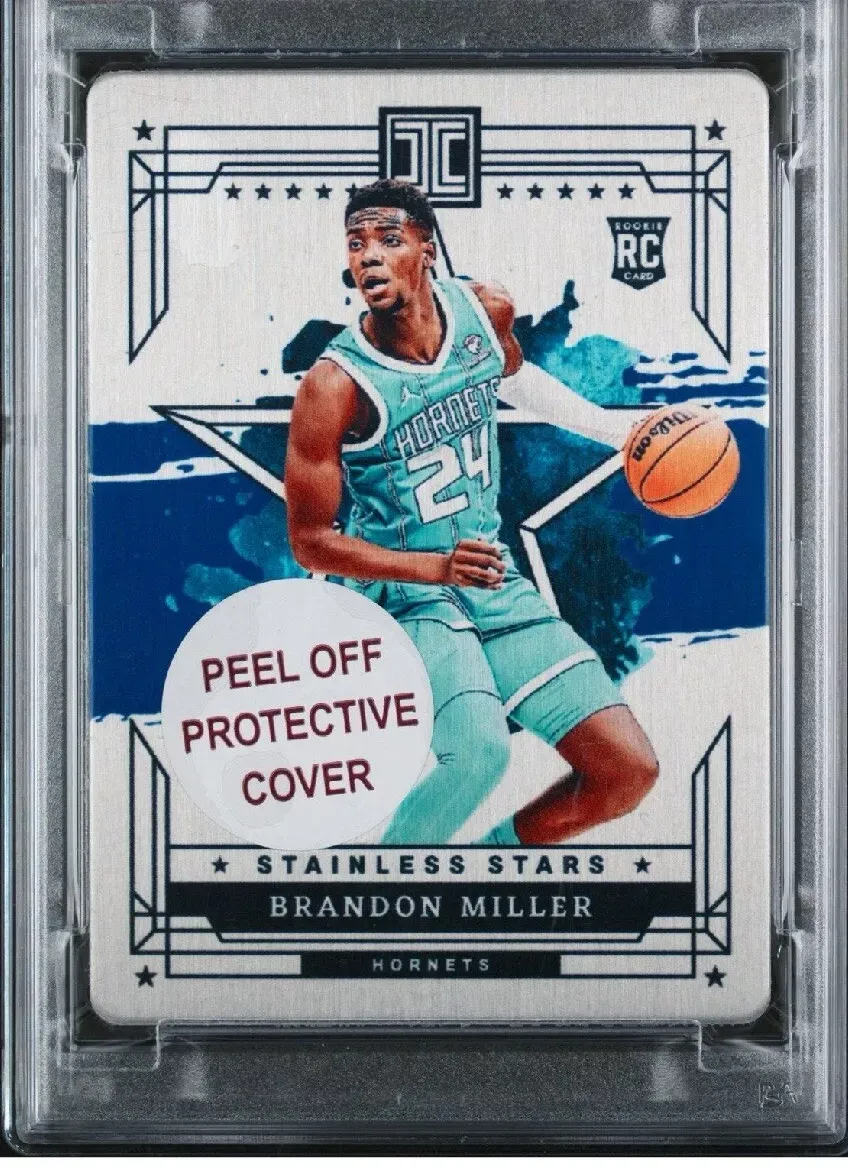 ROOKIE
RC
CARD
Wilson
HORNETS
24
PEEL OFF
PROTECTIVE
COVER
STAINLESS STARS
BRANDON MILLER
HORNETS